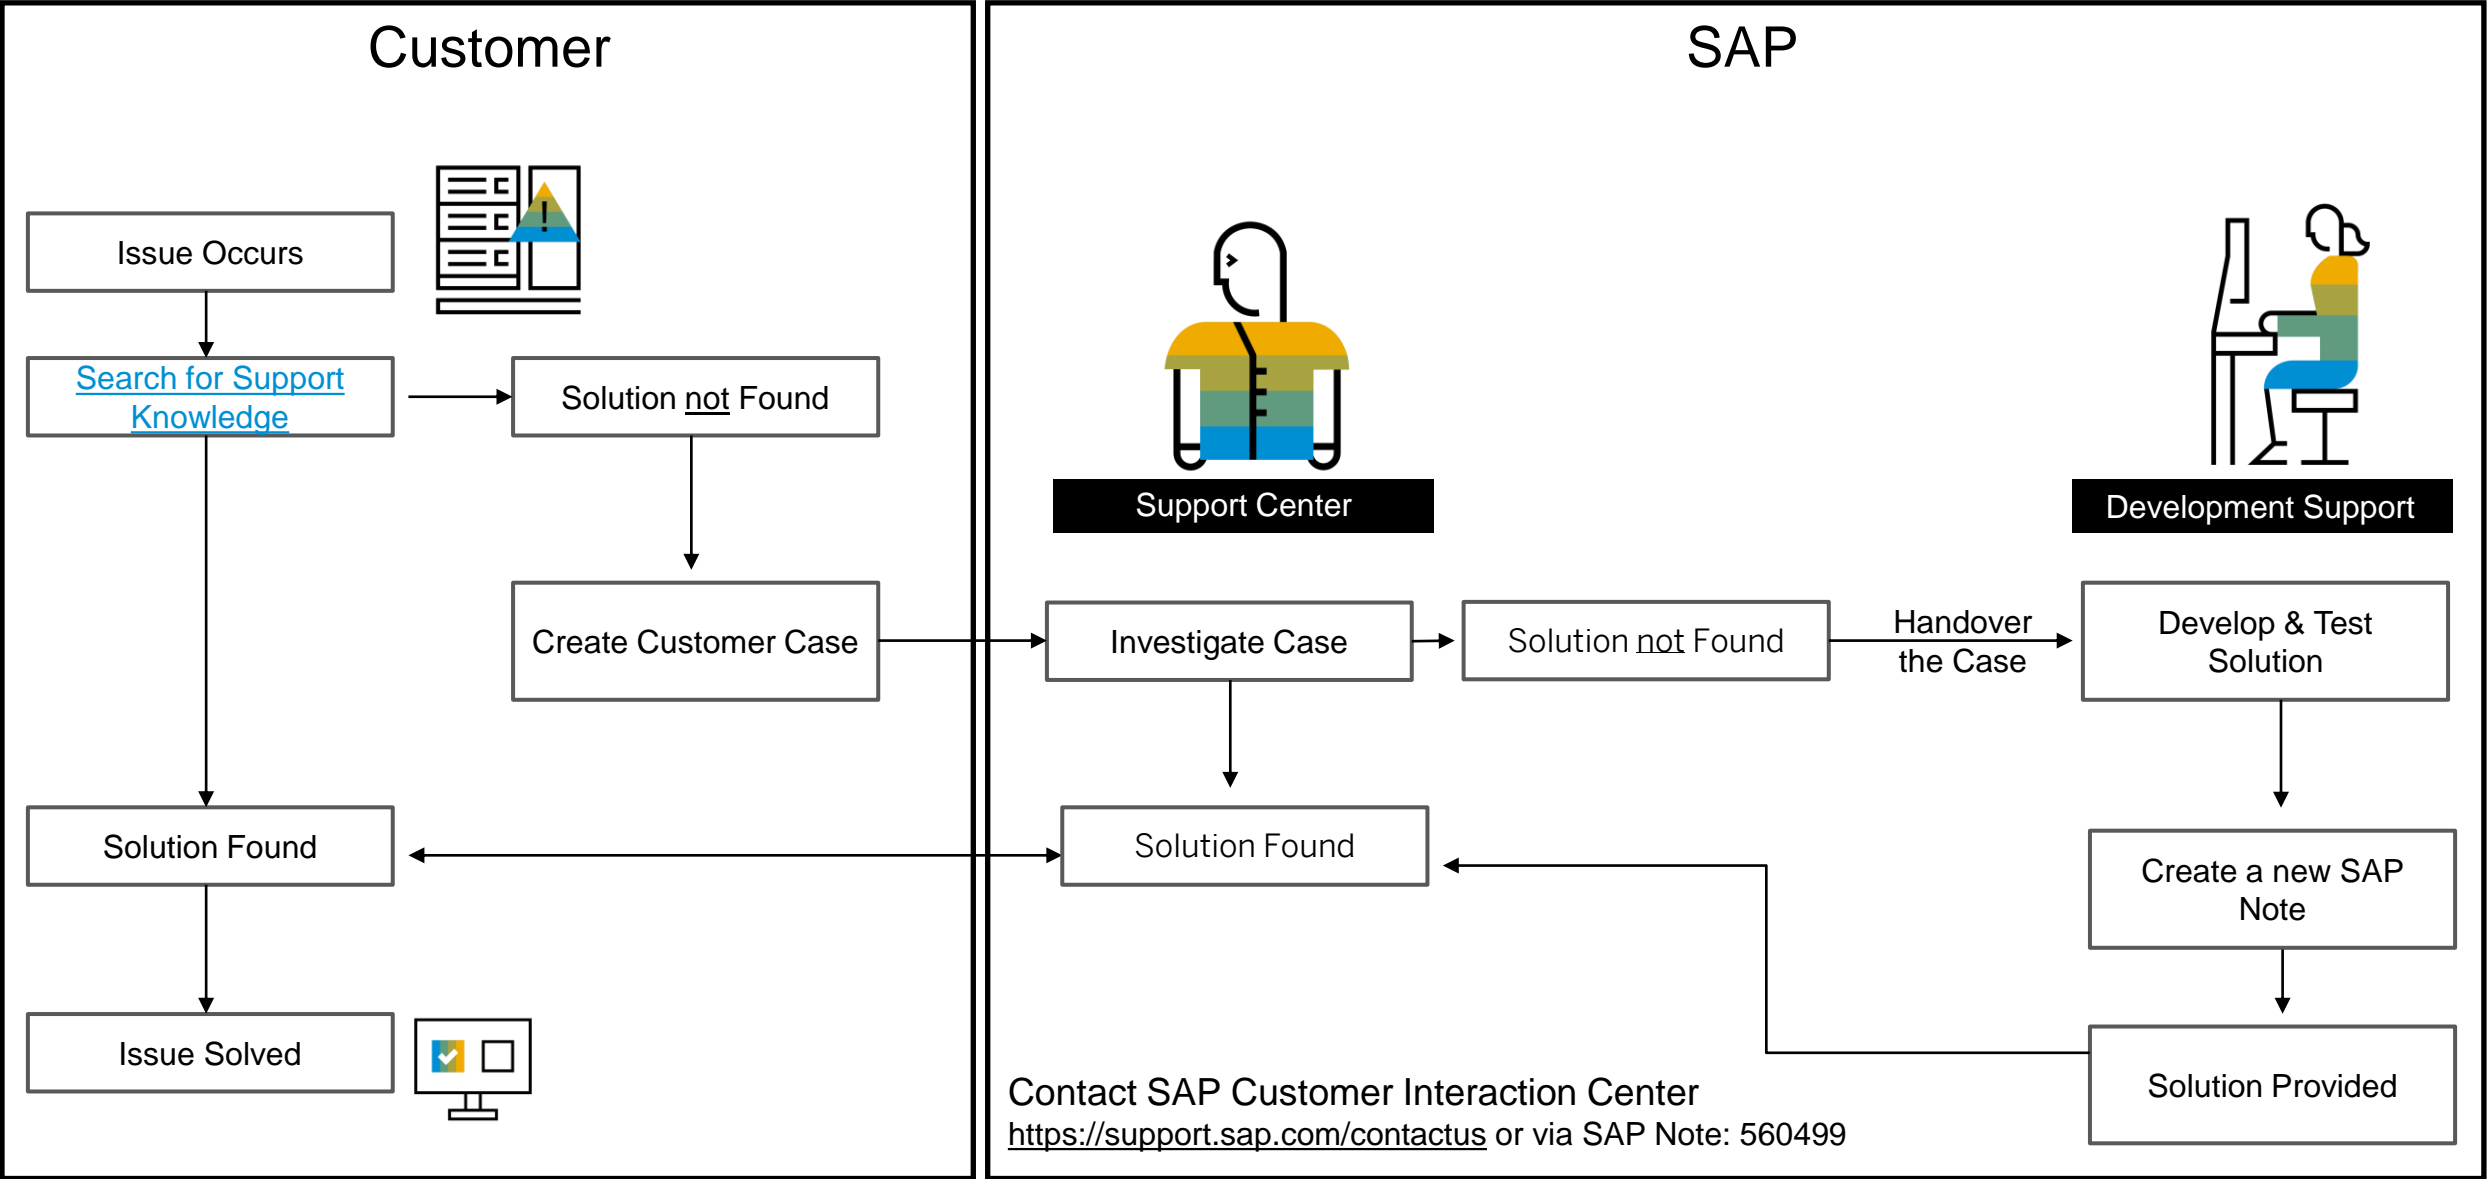 Customer
Issue Occurs
!
Search for Support
Knowledge
Solution not Found
Create Customer Case
Solution Found
Issue Solved
SAP
Support Center
Development Support
Investigate Case
Solution not Found
Handover
the Case
Develop & Test
Solution
Solution Found
Create a new SAP
Note
Solution Provided
Contact SAP Customer Interaction Center
https://support.sap.com/contactus or via SAP Note: 560499